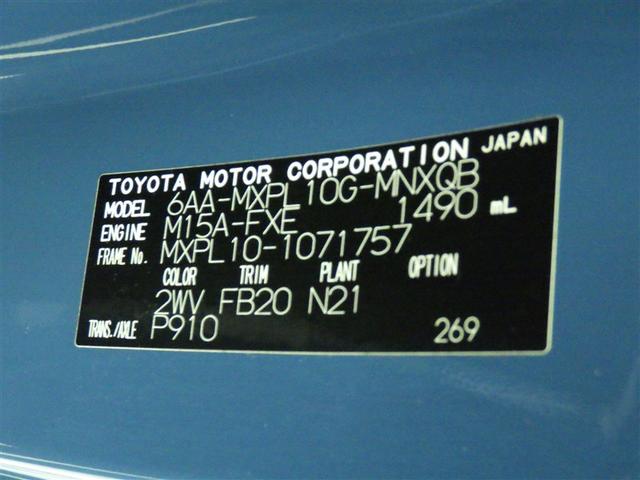 TOYOTA MOTOR CORPORATION JAPAN
MODEL 6AA-MXPL10G-MNXQB
ENGINE M15A-FXE 1490 mL
FRAME No. MXPL10-1071757
COLOR TRIM PLANT OPTION
2WV FB20 N21
TRANS./AXLE P910 269